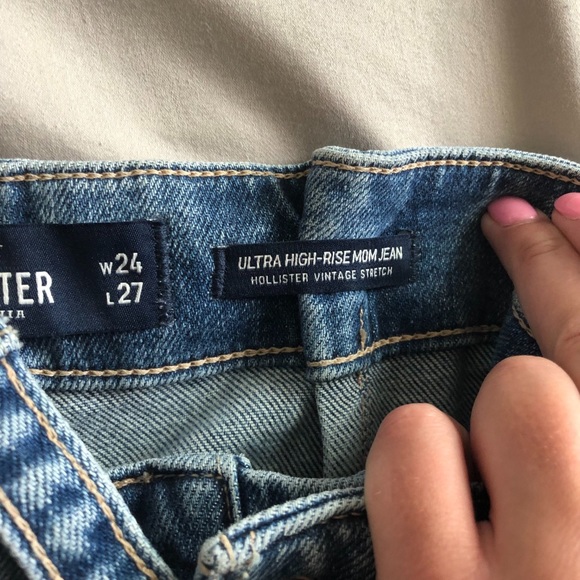 W24
L27
ULTRA HIGH-RISE MOM JEAN
HOLLISTER VINTAGE STRETCH
TER